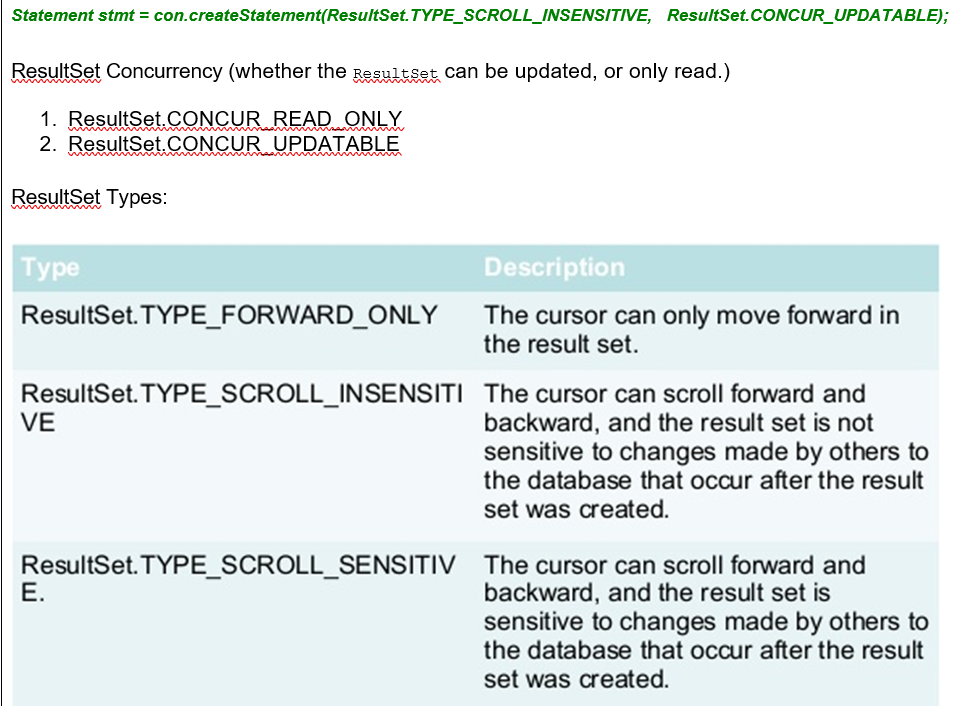 Statement stmt = con.createStatement(ResultSet.TYPE_SCROLL_INSENSITIVE, ResultSet.CONCUR_UPDATABLE);
ResultSet Concurrency (whether the ResultSet can be updated, or only read.)
1. ResultSet.CONCUR_READ_ONLY
2. ResultSet.CONCUR_UPDATABLE
ResultSet Types:
Type Description
ResultSet.TYPE_FORWARD_ONLY The cursor can only move forward in
the result set.
ResultSet.TYPE_SCROLL_INSENSITI
VE
The cursor can scroll forward and
backward, and the result set is not
sensitive to changes made by others to
the database that occur after the result
set was created.
ResultSet.TYPE_SCROLL_SENSITIV
E.
The cursor can scroll forward and
backward, and the result set is
sensitive to changes made by others to
the database that occur after the result
set was created.